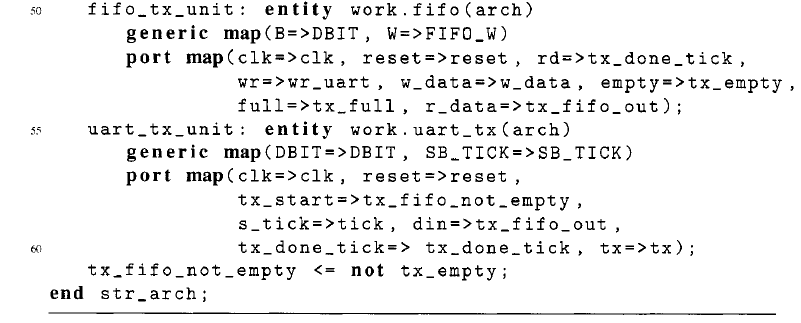 50 fifo_tx_unit: entity work.fifo(arch)
generic map(B=>DBIT, W=>FIFO_W)
port map(clk=>clk, reset=>reset, rd=>tx_done_tick,
wr=>wr_uart, w_data=>w_data, empty=>tx_empty,
full=>tx_full, r_data=>tx_fifo_out);
55 uart_tx_unit: entity work.uart_tx(arch)
generic map(DBIT=>DBIT, SB_TICK=>SB_TICK)
port map(clk=>clk, reset=>reset,
tx_start=>tx_fifo_not_empty,
s_tick=>tick, din=>tx_fifo_out,
60 tx_done_tick=> tx_done_tick, tx=>tx);
tx_fifo_not_empty <= not tx_empty;
end str_arch;